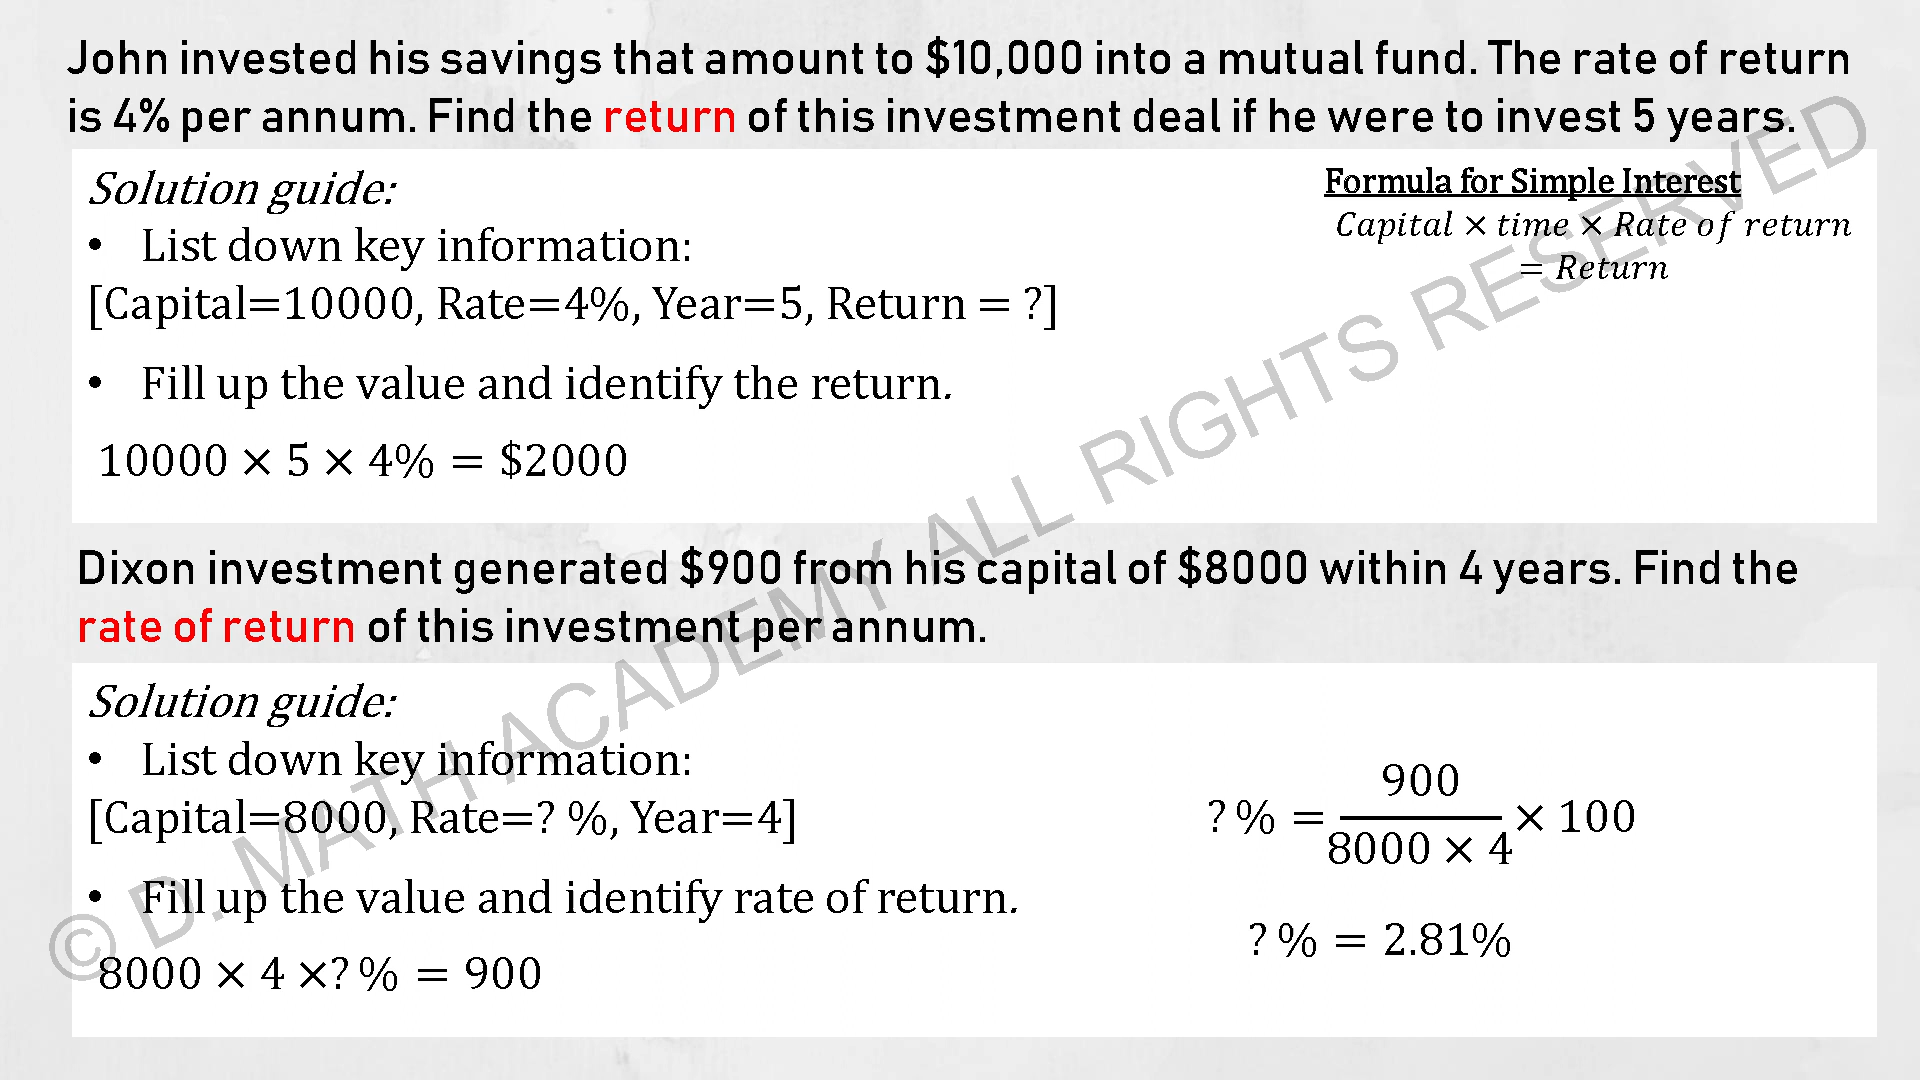 John invested his savings that amount to $10,000 into a mutual fund. The rate of return
is 4% per annum. Find the return of this investment deal if he were to invest 5 years.
Solution guide:
• List down key information:
[Capital=10000, Rate=4%, Year=5, Return = ?]
• Fill up the value and identify the return.
10000 × 5 × 4% = $2000
Formula for Simple Interest
Capital × time × Rate of return
= Return
Dixon investment generated $900 from his capital of $8000 within 4 years. Find the
rate of return of this investment per annum.
Solution guide:
• List down key information:
[Capital=8000, Rate=? %, Year=4]
• Fill up the value and identify rate of return.
8000 × 4 ×? % = 900
? % = 900 / 8000 × 4 × 100
? % = 2.81%
© D. MATH ACADEMY ALL RIGHTS RESERVED